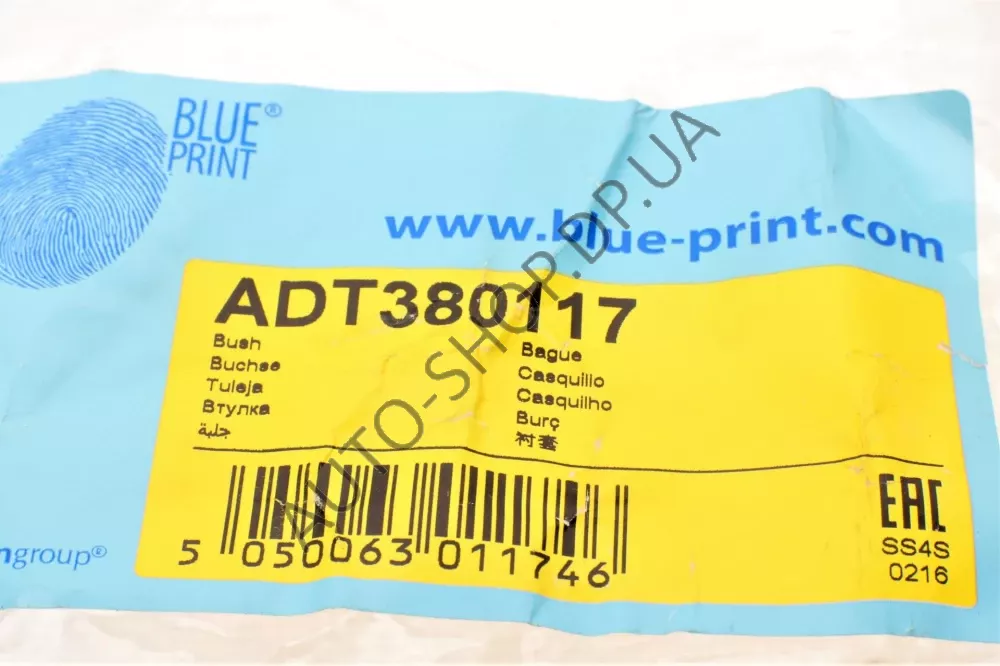 BLUE®
PRINT
www.blue-print.com
ADT380117
Bush
Buchse
Tuleja
Втулка
جلبة
Bague
Casquillo
Casquilho
Burç
衬套
5 050063 011746
EAC
SS4S
0216
group®
AUTO-SHOP.DP.UA